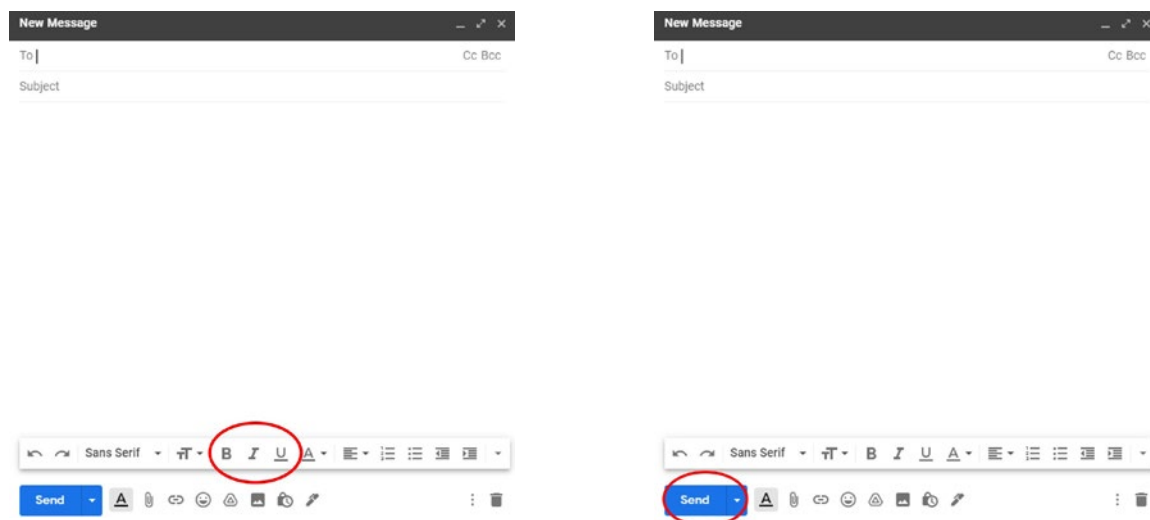 New Message
To
Cc Bcc
Subject
Sans Serif
B I U A
Send
A
New Message
To
Cc Bcc
Subject
Sans Serif
B I U A
Send
A